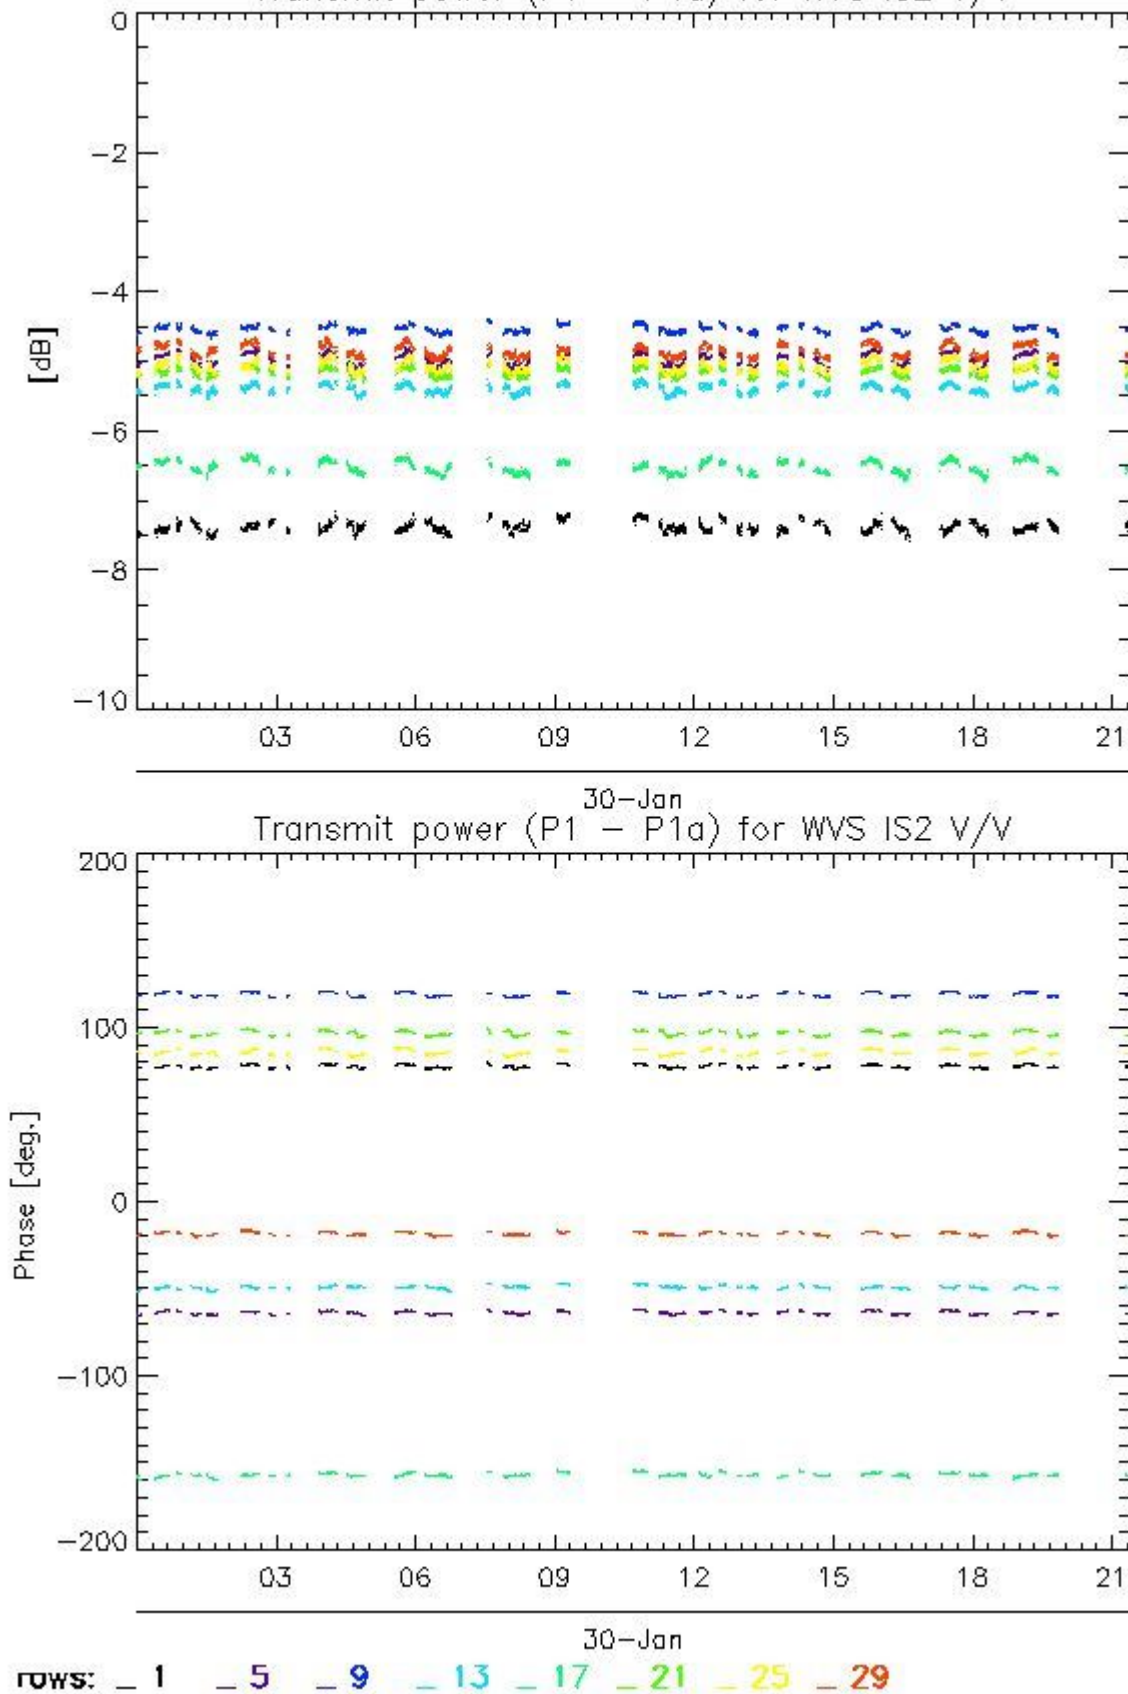 0
−2
−4
[dB]
−6
−8
−10
03 06 09 12 15 18 21
30-Jan
Transmit power (P1 − P1a) for WVS IS2 V/V
200
100
0
Phase [deg.]
−100
−200
03 06 09 12 15 18 21
30-Jan
rows: _ 1 _ 5 _ 9 _ 13 _ 17 _ 21 _ 25 _ 29